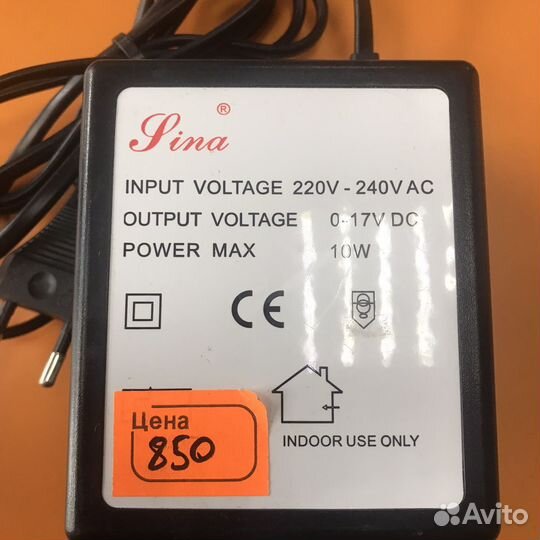 Sina ®
INPUT VOLTAGE 220V - 240V AC
OUTPUT VOLTAGE 0-17V DC
POWER MAX 10W
CE
Цена
850
INDOOR USE ONLY
Avito